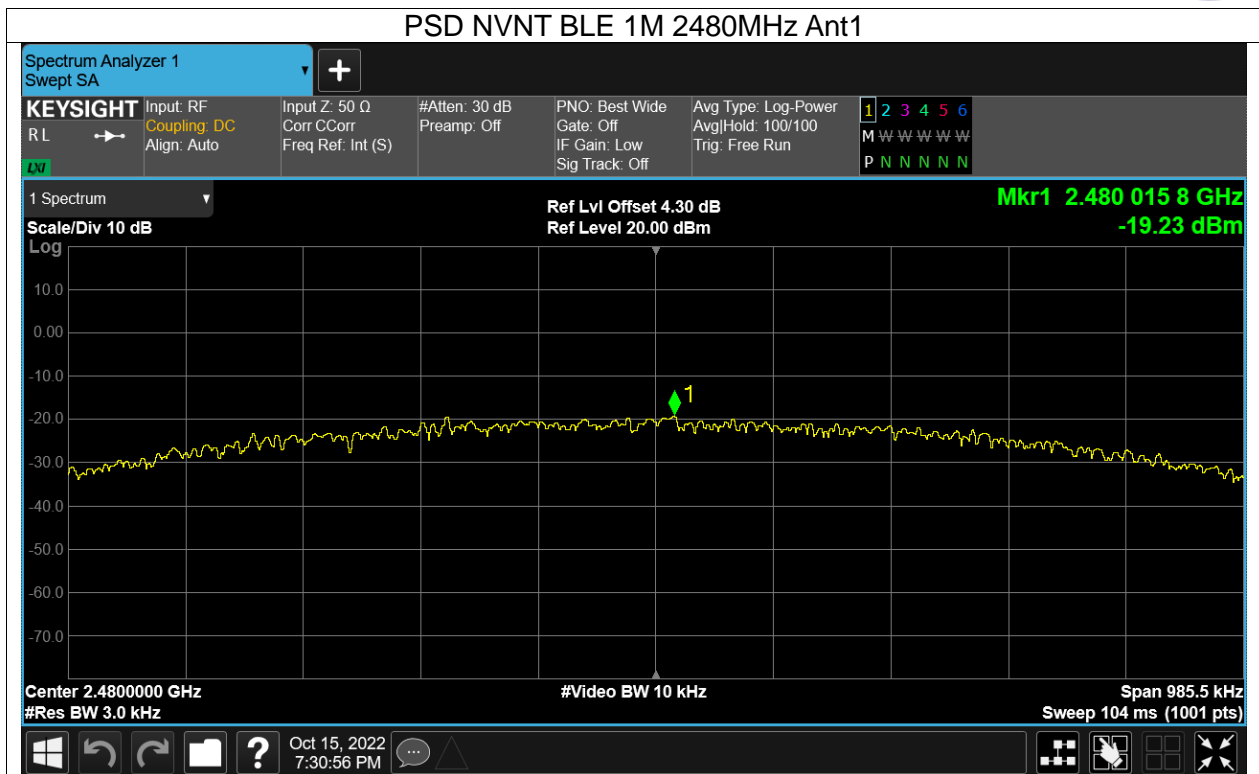 PSD NVNT BLE 1M 2480MHz Ant1
Spectrum Analyzer 1
Swept SA
+
KEYSIGHT
RL
LXI
Input: RF
Coupling: DC
Align: Auto
Input Z: 50 Ω
Corr CCorr
Freq Ref: Int (S)
#Atten: 30 dB
Preamp: Off
PNO: Best Wide
Gate: Off
IF Gain: Low
Sig Track: Off
Avg Type: Log-Power
Avg|Hold: 100/100
Trig: Free Run
1 2 3 4 5 6
M W W W W W
P N N N N N
1 Spectrum
Scale/Div 10 dB
Log
Ref Lvl Offset 4.30 dB
Ref Level 20.00 dBm
Mkr1 2.480 015 8 GHz
-19.23 dBm
10.0
0.00
-10.0
1
-20.0
-30.0
-40.0
-50.0
-60.0
-70.0
Center 2.4800000 GHz
#Res BW 3.0 kHz
#Video BW 10 kHz
Span 985.5 kHz
Sweep 104 ms (1001 pts)
?
Oct 15, 2022
7:30:56 PM